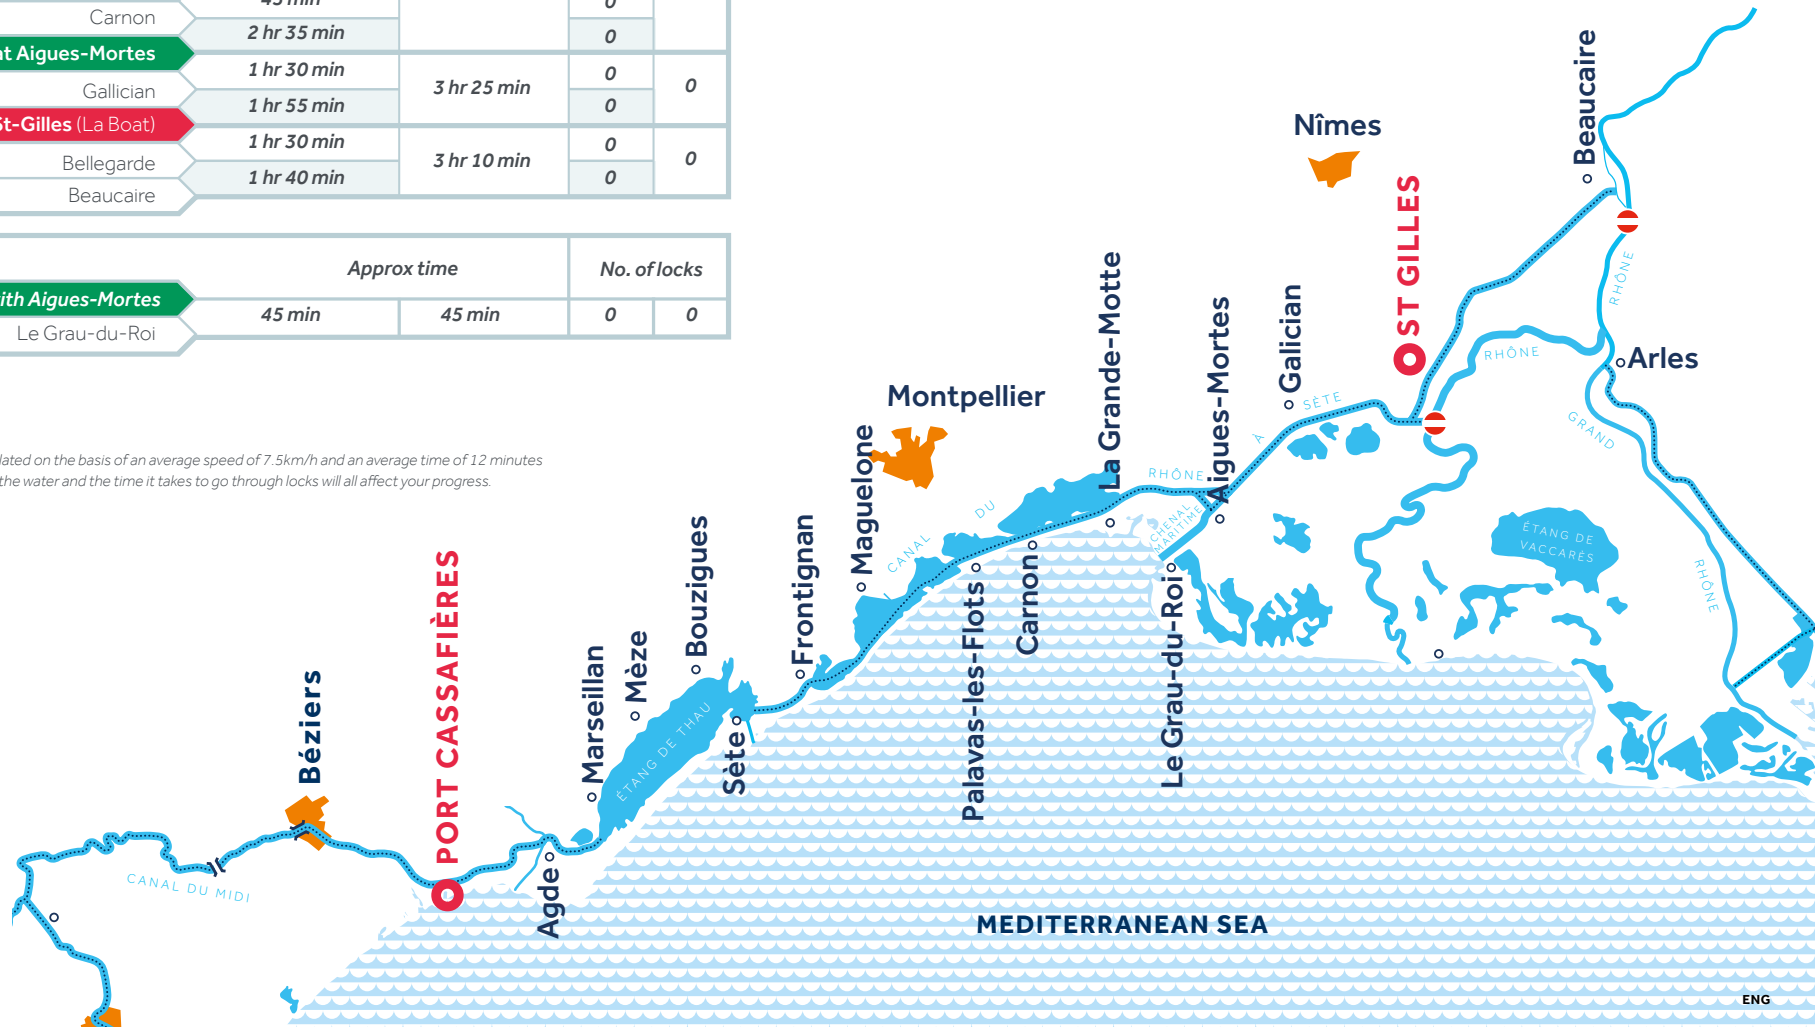 45 min
0
Carnon
2 hr 35 min
0
Aigues-Mortes
1 hr 30 min
0
Gallician
3 hr 25 min
0
1 hr 55 min
0
St-Gilles (La Boat)
1 hr 30 min
0
Bellegarde
3 hr 10 min
0
1 hr 40 min
0
Beaucaire
Approx time
No. of locks
with Aigues-Mortes
45 min
45 min
0
0
Le Grau-du-Roi
on the basis of an average speed of 7.5km/h and an average time of 12 minutes
the water and the time it takes to go through locks will all affect your progress.
Beaucaire
Nîmes
ST GILLES
RHÔNE
La Grande-Motte
Galician
Aigues-Mortes
RHÔNE
Arles
Montpellier
SÈTE
À
GRAND
RHÔNE
Maguelone
RHÔNE
DU
CANAL
CHENAL
MARITIME
ÉTANG DE
VACCARÈS
Bouzigues
Frontignan
PORT CASSAFIÈRES
Carnon
Palavas-les-Flots
Le Grau-du-Roi
Mèze
Marseillan
Béziers
ÉTANG DE THAU
Sète
CANAL DU MIDI
Agde
MEDITERRANEAN SEA
ENG